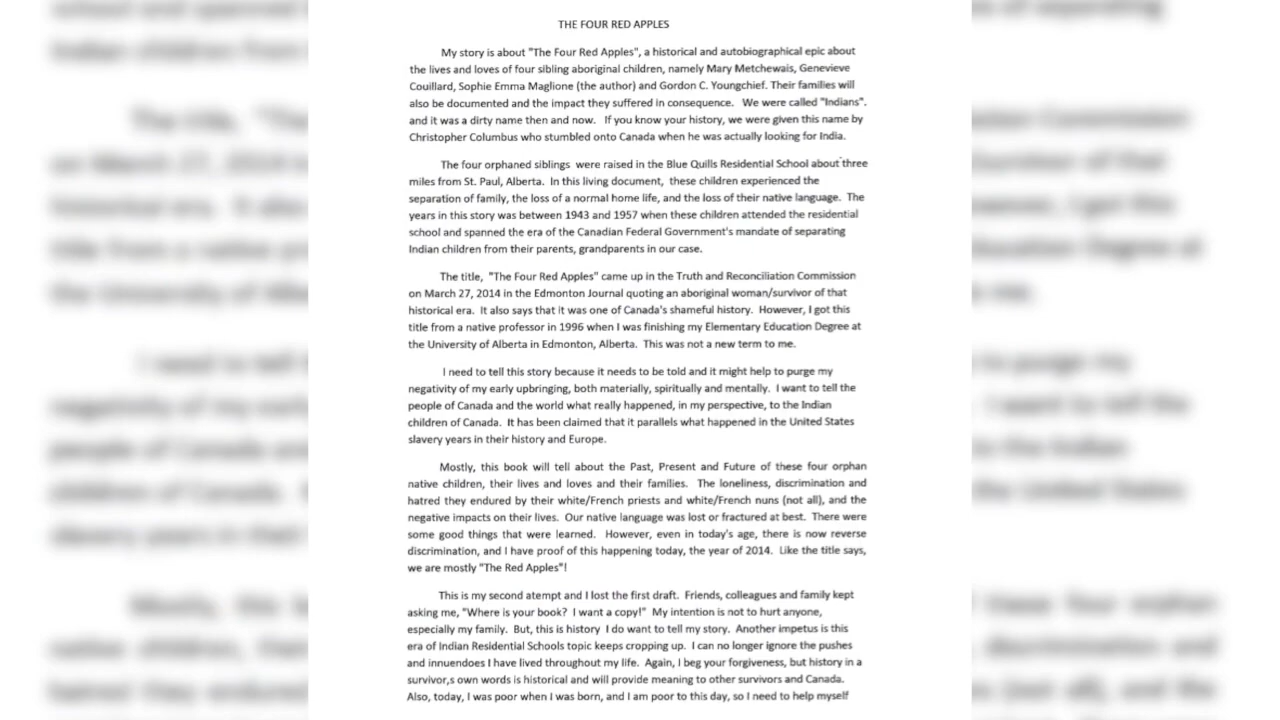 THE FOUR RED APPLES
My story is about "The Four Red Apples", a historical and autobiographical epic about
the lives and loves of four sibling aboriginal children, namely Mary Metchewais, Genevieve
Couillard, Sophie Emma Maglione (the author) and Gordon C. Youngchief. Their families will
also be documented and the impact they suffered in consequence. We were called "Indians".
and it was a dirty name then and now. If you know your history, we were given this name by
Christopher Columbus who stumbled onto Canada when he was actually looking for India.
The four orphaned siblings were raised in the Blue Quills Residential School about three
miles from St. Paul, Alberta. In this living document, these children experienced the
separation of family, the loss of a normal home life, and the loss of their native language. The
years in this story was between 1943 and 1957 when these children attended the residential
school and spanned the era of the Canadian Federal Government's mandate of separating
Indian children from their parents, grandparents in our case.
The title, "The Four Red Apples" came up in the Truth and Reconciliation Commission
on March 27, 2014 in the Edmonton Journal quoting an aboriginal woman/survivor of that
historical era. It also says that it was one of Canada's shameful history. However, I got this
title from a native professor in 1996 when I was finishing my Elementary Education Degree at
the University of Alberta in Edmonton, Alberta. This was not a new term to me.
I need to tell this story because it needs to be told and it might help to purge my
negativity of my early upbringing, both materially, spiritually and mentally. I want to tell the
people of Canada and the world what really happened, in my perspective, to the Indian
children of Canada. It has been claimed that it parallels what happened in the United States
slavery years in their history and Europe.
Mostly, this book will tell about the Past, Present and Future of these four orphan
native children, their lives and loves and their families. The loneliness, discrimination and
hatred they endured by their white/French priests and white/French nuns (not all), and the
negative impacts on their lives. Our native language was lost or fractured at best. There were
some good things that were learned. However, even in today's age, there is now reverse
discrimination, and I have proof of this happening today, the year of 2014. Like the title says,
we are mostly "The Red Apples"!
This is my second atempt and I lost the first draft. Friends, colleagues and family kept
asking me, "Where is your book? I want a copy!" My intention is not to hurt anyone,
especially my family. But, this is history I do want to tell my story. Another impetus is this
era of Indian Residential Schools topic keeps cropping up. I can no longer ignore the pushes
and innuendoes I have lived throughout my life. Again, I beg your forgiveness, but history in a
survivor,s own words is historical and will provide meaning to other survivors and Canada.
Also, today, I was poor when I was born, and I am poor to this day, so I need to help myself